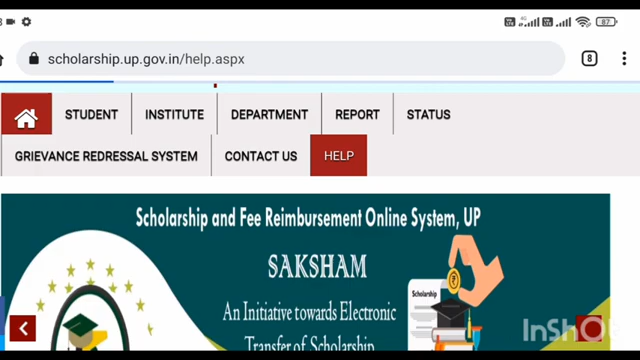 87
scholarship.up.gov.in/help.aspx
8
STUDENT
INSTITUTE
DEPARTMENT
REPORT
STATUS
GRIEVANCE REDRESSAL SYSTEM
CONTACT US
HELP
Scholarship and Fee Reimbursement Online System, UP
SAKSHAM
An Initiative towards Electronic
Transfer of Scholarship
Scholarship
InShOt